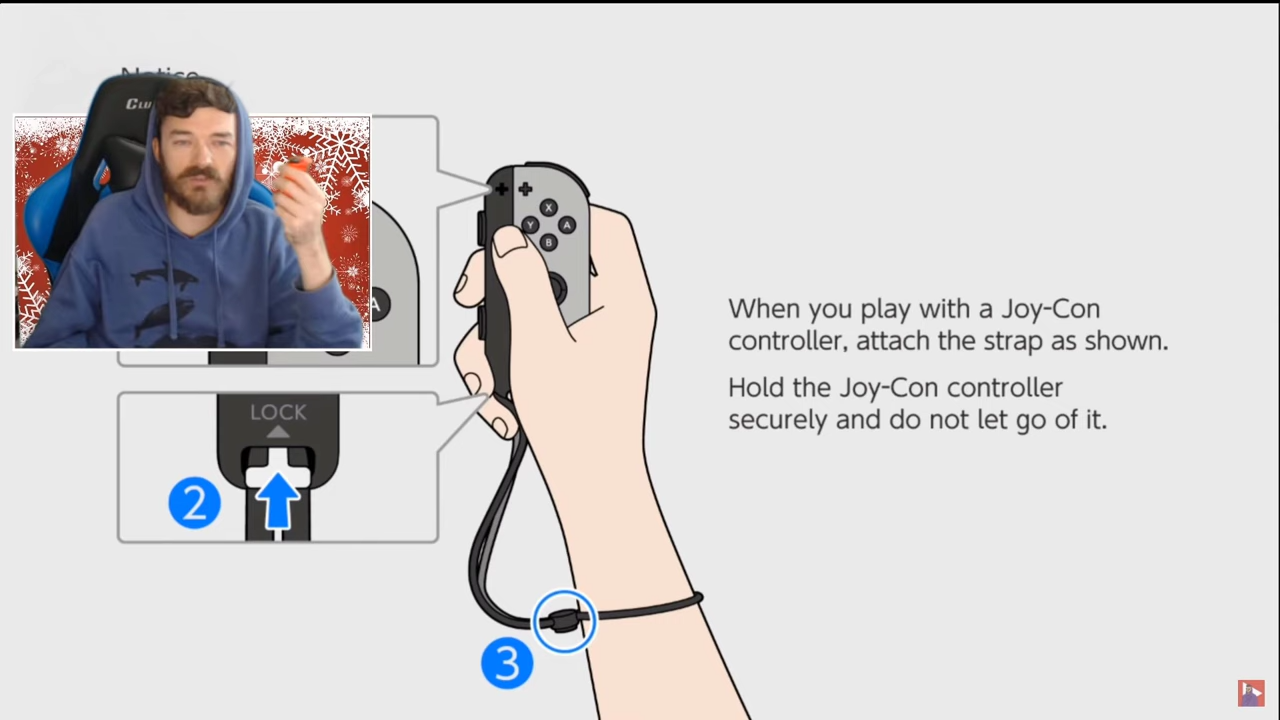 Notice
When you play with a Joy-Con
controller, attach the strap as shown.
Hold the Joy-Con controller
securely and do not let go of it.
X
Y
A
B
A
LOCK
2
3